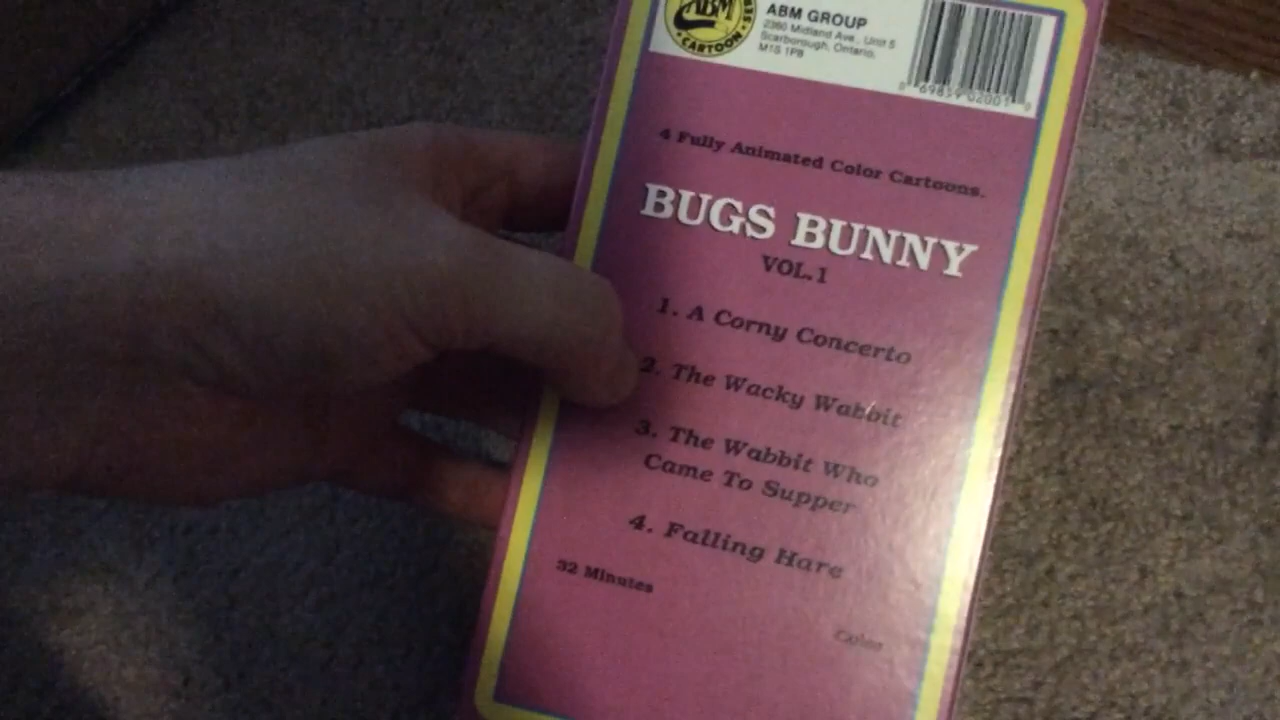 ABM
CARTOON
ABM GROUP
2360 Midland Ave., Unit 5
Scarborough, Ontario,
M1S 1P8
4 Fully Animated Color Cartoons.
BUGS BUNNY
VOL.1
1. A Corny Concerto
2. The Wacky Wabbit
3. The Wabbit Who
Came To Supper
4. Falling Hare
32 Minutes
Color